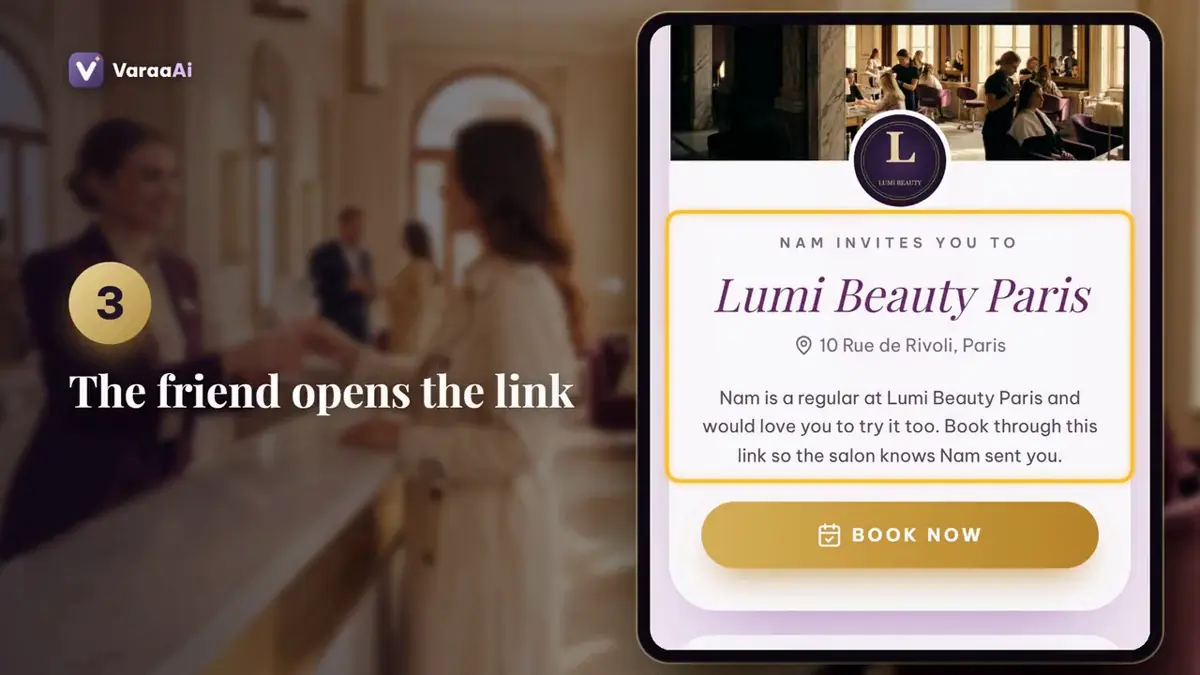 VaraaAi
3
The friend opens the link
L
LUMI BEAUTY
NAM INVITES YOU TO
Lumi Beauty Paris
10 Rue de Rivoli, Paris
Nam is a regular at Lumi Beauty Paris and
would love you to try it too. Book through this
link so the salon knows Nam sent you.
BOOK NOW